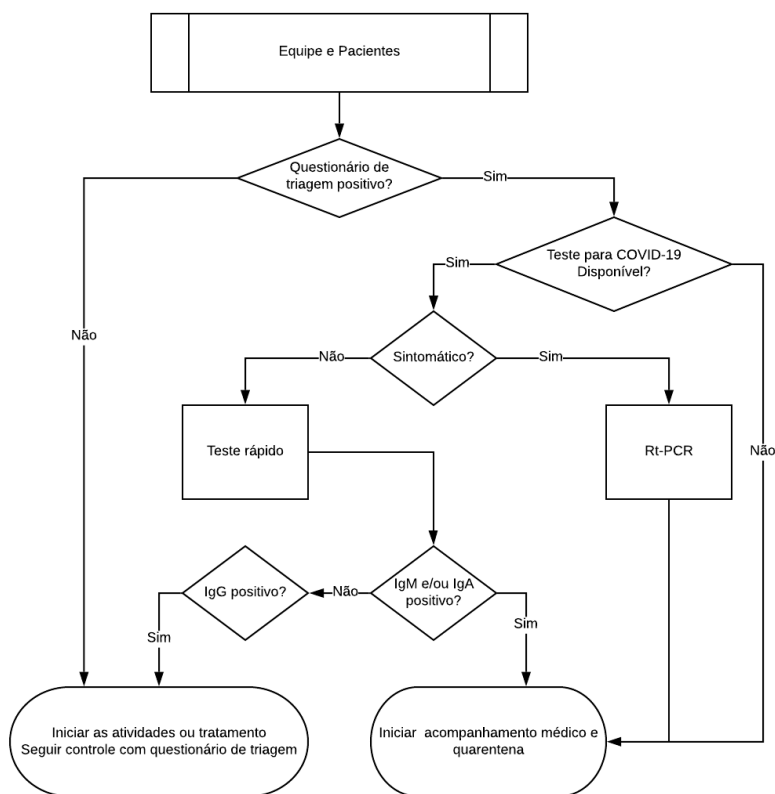 Equipe e Pacientes
Questionário de
triagem positivo?
Sim
Teste para COVID-19
Disponível?
Sim
Não
Sintomático?
Não
Sim
Teste rápido
Rt-PCR
Não
IgG positivo?
Não
IgM e/ou IgA
positivo?
Sim
Sim
Iniciar as atividades ou tratamento
Seguir controle com questionário de triagem
Iniciar acompanhamento médico e
quarentena